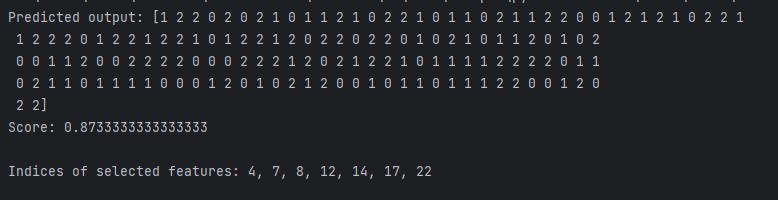 Predicted output: [1 2 2 0 2 0 2 1 0 1 1 2 1 0 2 2 1 0 1 1 0 2 1 1 2 2 0 0 1 2 1 2 1 0 2 2 1
1 2 2 2 0 1 2 2 1 2 2 1 0 1 2 2 1 2 0 2 2 0 2 2 0 1 0 2 1 0 1 1 2 0 1 0 2
0 0 1 1 2 0 0 2 2 2 2 0 0 0 2 2 2 1 2 0 2 1 2 2 1 0 1 1 1 1 2 2 2 2 0 1 1
0 2 1 1 0 1 1 1 1 0 0 0 1 2 0 1 0 2 1 2 0 0 1 0 1 1 0 1 1 1 2 2 0 0 1 2 0
2 2]
Score: 0.8733333333333333
Indices of selected features: 4, 7, 8, 12, 14, 17, 22